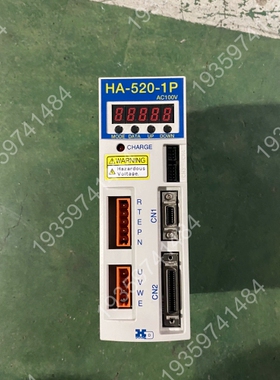 HA-520-1P
AC100V
MODE DATA UP DOWN
CHARGE
WARNING
Hazardous
Voltage.
R
T
E
P
N
CN1
U
V
W
E
CN2
19359741484
19359741484
19359741484
19359741484
19359741484
19359741484